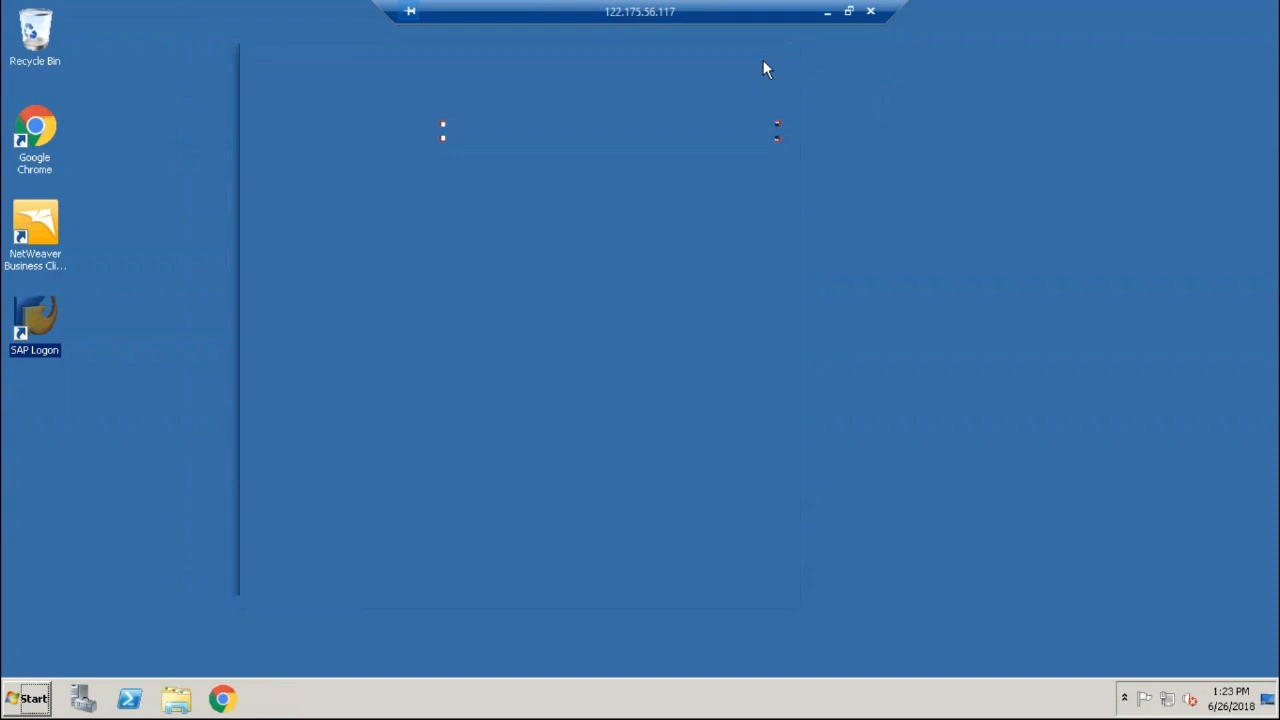 122.175.56.117
Recycle Bin
Google
Chrome
NetWeaver
Business Cli...
SAP Logon
Start
1:23 PM
6/26/2018